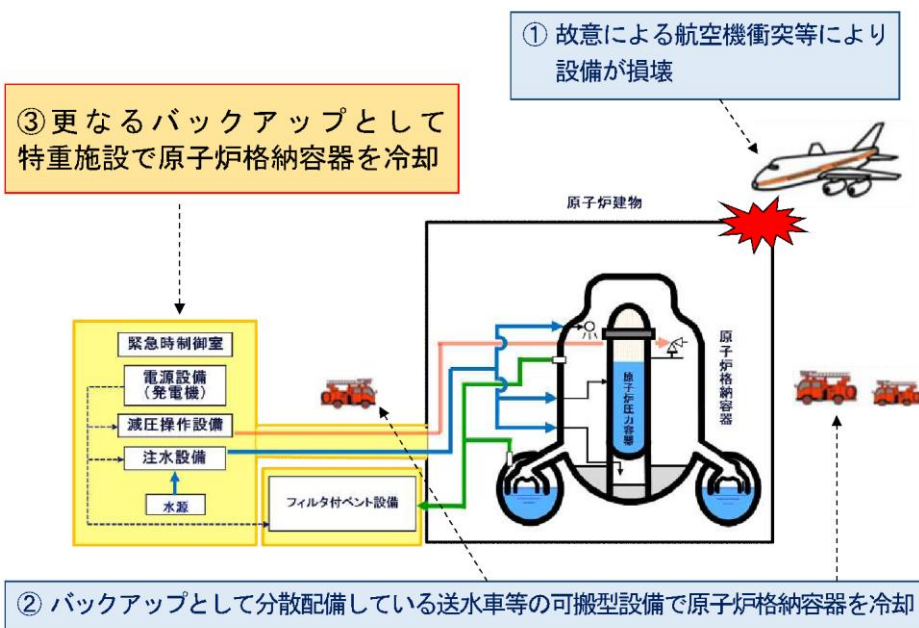 ① 故意による航空機衝突等により
設備が損壊
③更なるバックアップとして
特重施設で原子炉格納容器を冷却
原子炉建物
緊急時制御室
電源設備
(発電機)
減圧操作設備
注水設備
水源
フィルタ付ベント設備
原子炉圧力容器
原子炉格納容器
② バックアップとして分散配備している送水車等の可搬型設備で原子炉格納容器を冷却